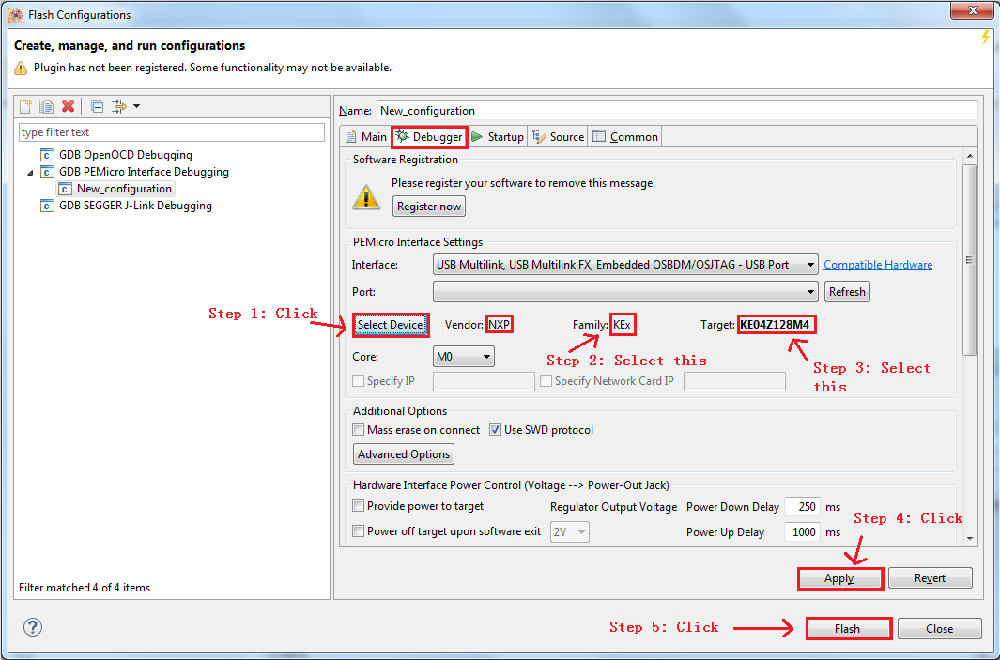 Flash Configurations
Create, manage, and run configurations
Plugin has not been registered. Some functionality may not be available.
type filter text
GDB OpenOCD Debugging
GDB PEMicro Interface Debugging
New_configuration
GDB SEGGER J-Link Debugging
Filter matched 4 of 4 items
Name: New_configuration
Main Debugger Startup Source Common
Software Registration
Please register your software to remove this message.
Register now
PEMicro Interface Settings
Interface: USB Multilink, USB Multilink FX, Embedded OSBDM/OSJTAG - USB Port Compatible Hardware
Port: Refresh
Step 1: Click
Select Device Vendor: NXP Family: KEx Target: KE04Z128M4
Step 2: Select this
Step 3: Select
this
Core: M0
Specify IP Specify Network Card IP
Additional Options
Mass erase on connect Use SWD protocol
Advanced Options
Hardware Interface Power Control (Voltage --> Power-Out Jack)
Provide power to target Regulator Output Voltage Power Down Delay 250 ms
Step 4: Click
Power off target upon software exit 2V Power Up Delay 1000 ms
Apply Revert
Step 5: Click
Flash Close